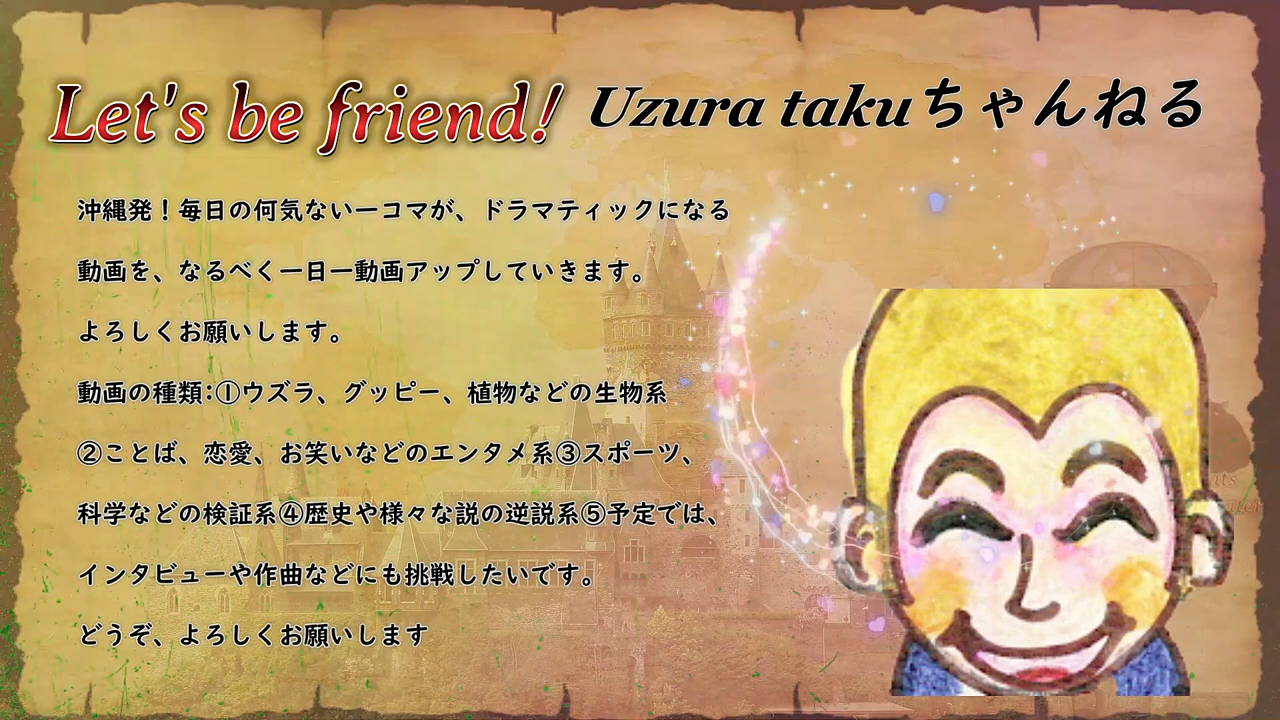 Let's be friend! Uzura takuちゃんねる
沖縄発！毎日の何気ない一コマが、ドラマティックになる
動画を、なるべく一日一動画アップしていきます。
よろしくお願いします。
動画の種類:①ウズラ、グッピー、植物などの生物系
②ことば、恋愛、お笑いなどのエンタメ系③スポーツ、
科学などの検証系④歴史や様々な説の逆説系⑤予定では、
インタビューや作曲などにも挑戦したいです。
どうぞ、よろしくお願いします